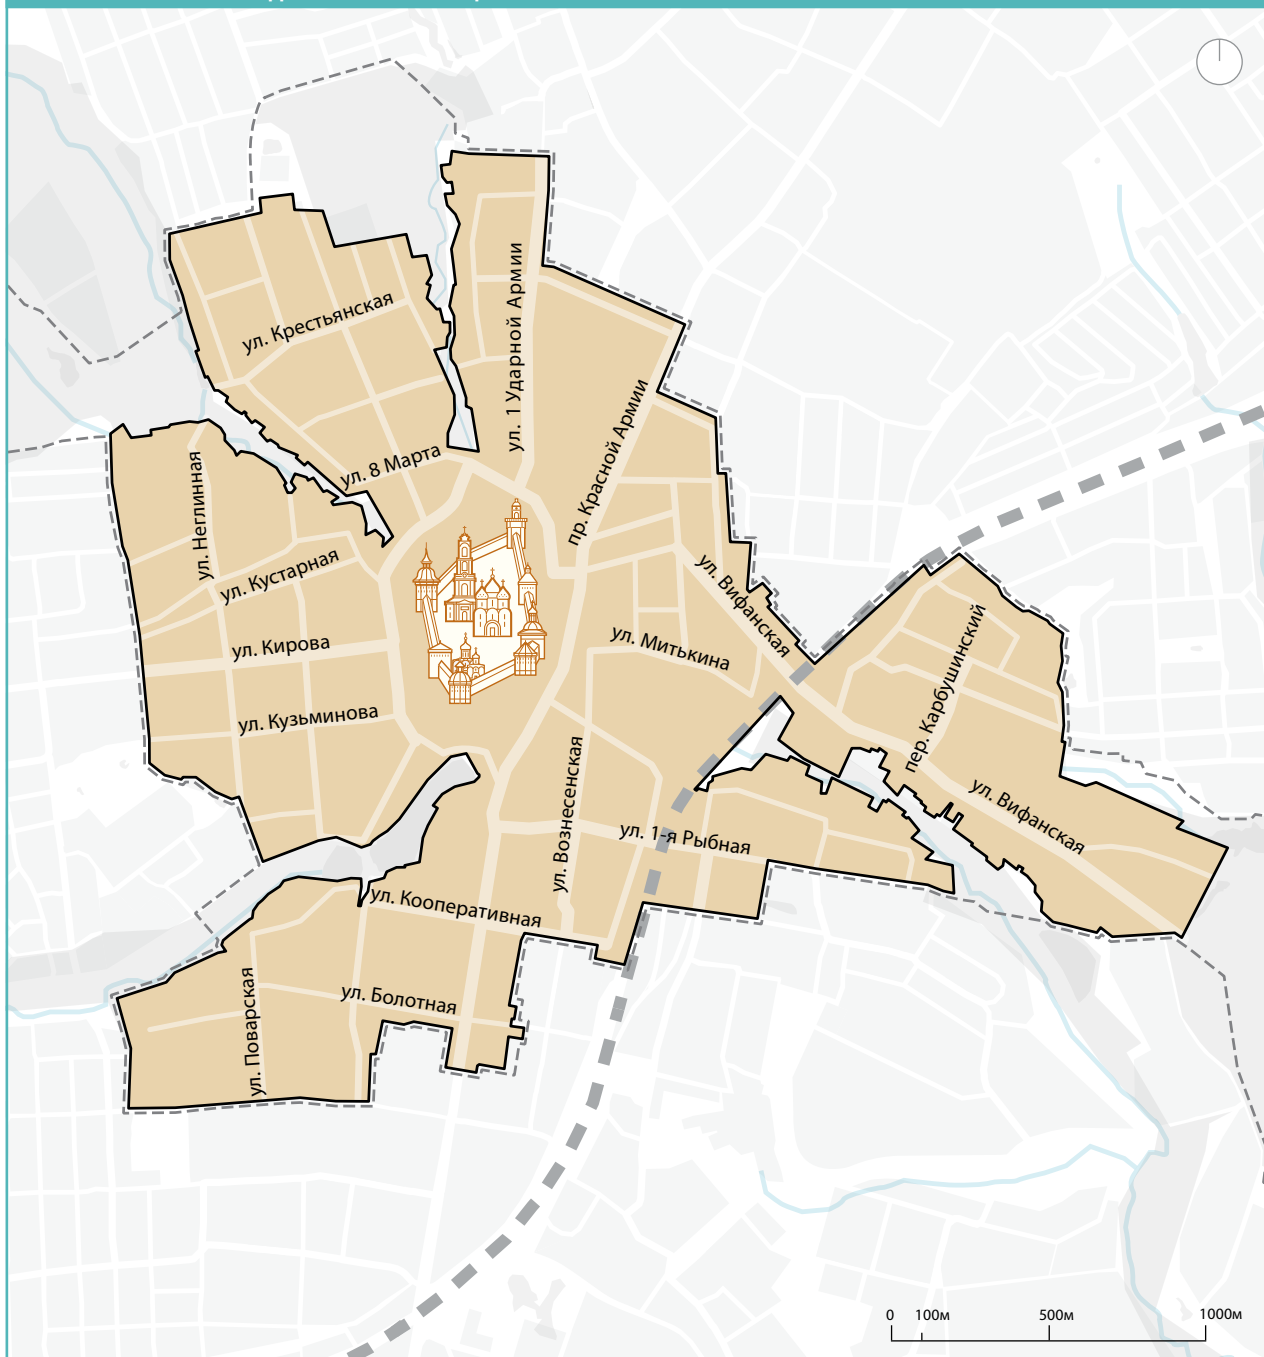 ул. Крестьянская
ул. 1 Ударной Армии
пр. Красной Армии
ул. 8 Марта
ул. Неглинная
ул. Кустарная
ул. Вифанская
ул. Кирова
ул. Митькина
пер. Карбушинский
ул. Кузьминова
ул. Вознесенская
ул. Вифанская
ул. 1-я Рыбная
ул. Кооперативная
ул. Поварская
ул. Болотная
0 100м 500м 1000м